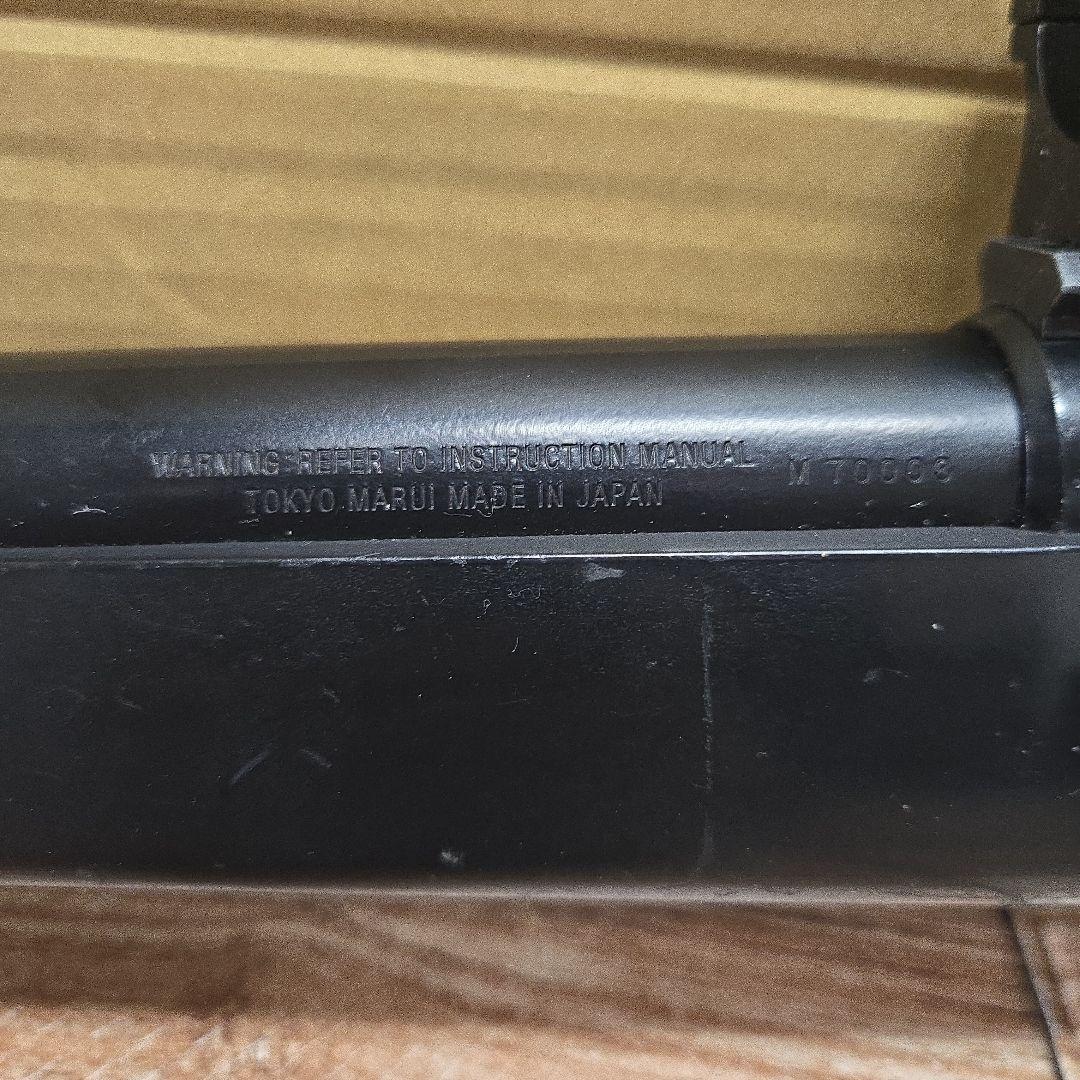 WARNING REFER TO INSTRUCTION MANUAL
TOKYO MARUI MADE IN JAPAN
M